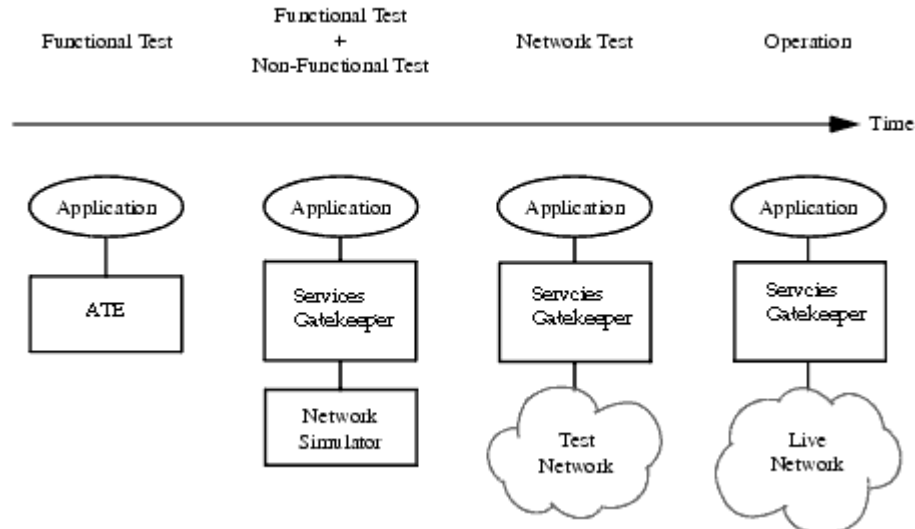 Functional Test
Functional Test
+
Non-Functional Test
Network Test
Operation
Time
Application
Application
Application
Application
ATE
Services
Gatekeeper
Servcies
Gatekeeper
Servcies
Gatekeeper
Network
Simulator
Test
Network
Live
Network